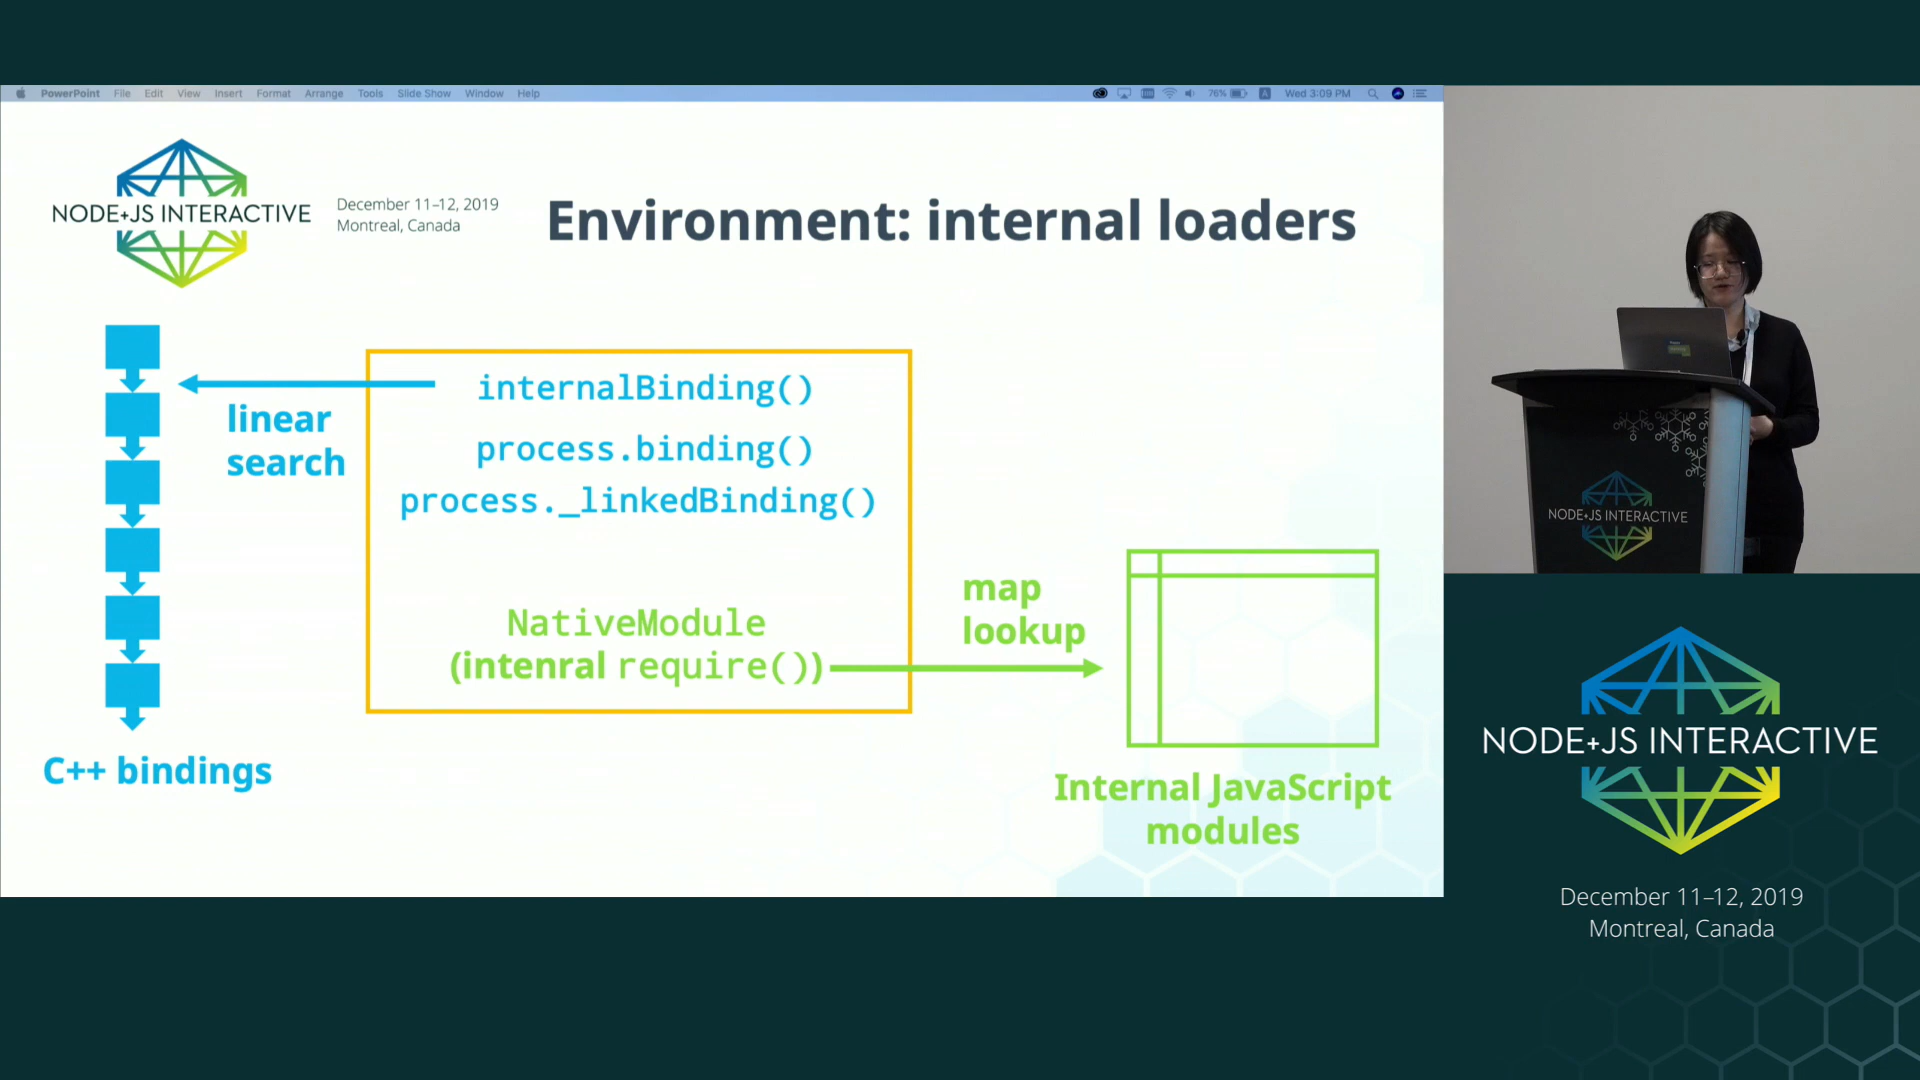 PowerPoint File Edit View Insert Format Arrange Tools Slide Show Window Help
76% A Wed 3:09 PM
NODE+JS INTERACTIVE
December 11–12, 2019
Montreal, Canada
Environment: internal loaders
linear
search
C++ bindings
internalBinding()
process.binding()
process._linkedBinding()
NativeModule
(intenral require())
map
lookup
Internal JavaScript
modules
NODE+JS INTERACTIVE
NODE+JS INTERACTIVE
December 11–12, 2019
Montreal, Canada